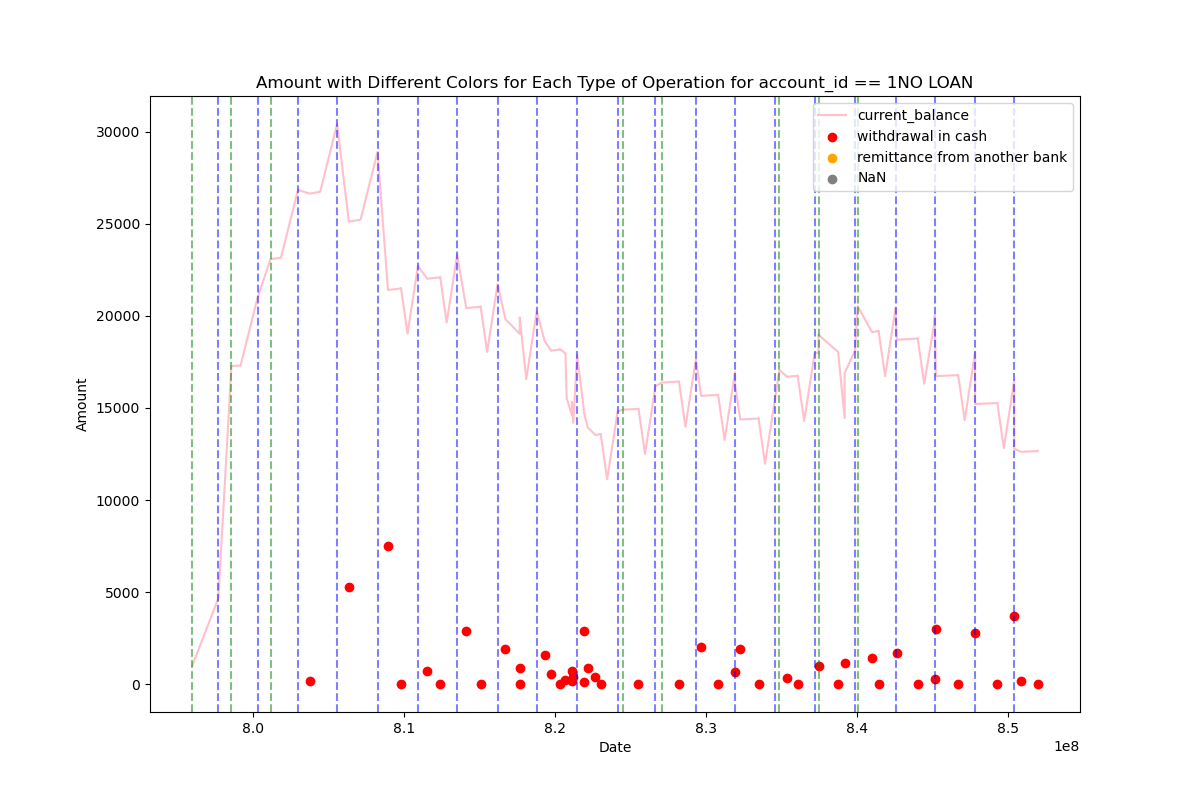 Amount with Different Colors for Each Type of Operation for account_id == 1NO LOAN
current_balance
withdrawal in cash
remittance from another bank
NaN
30000
25000
20000
15000
10000
5000
0
Amount
8.0 8.1 8.2 8.3 8.4 8.5
1e8
Date